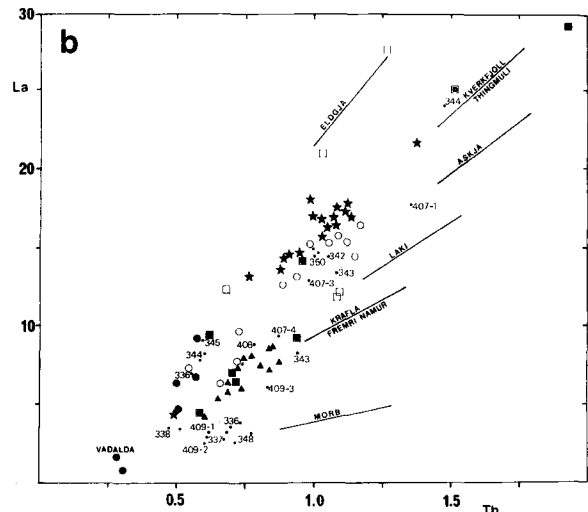 30
b
La
ELDGJA
KVERKFJOLL
THINGMULI
344
20
ASKJA
407-1
350
342
LAKI
343
407-3
KRAFLA
FREMRI NAMUR
10
345
408
407-4
344
343
336
409-3
MORB
338
409-1
336
337
348
409-2
VADALDA
0.5
1.0
1.5
Tb